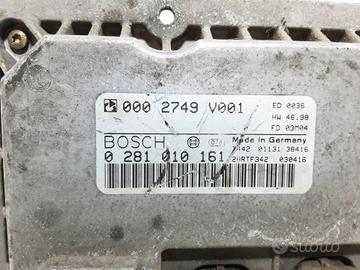 000 2749 V001
ED 0036
HW 46.98
FD 03M04
BOSCH
Made in Germany
0 281 010 161
28RTF342 030416
subito